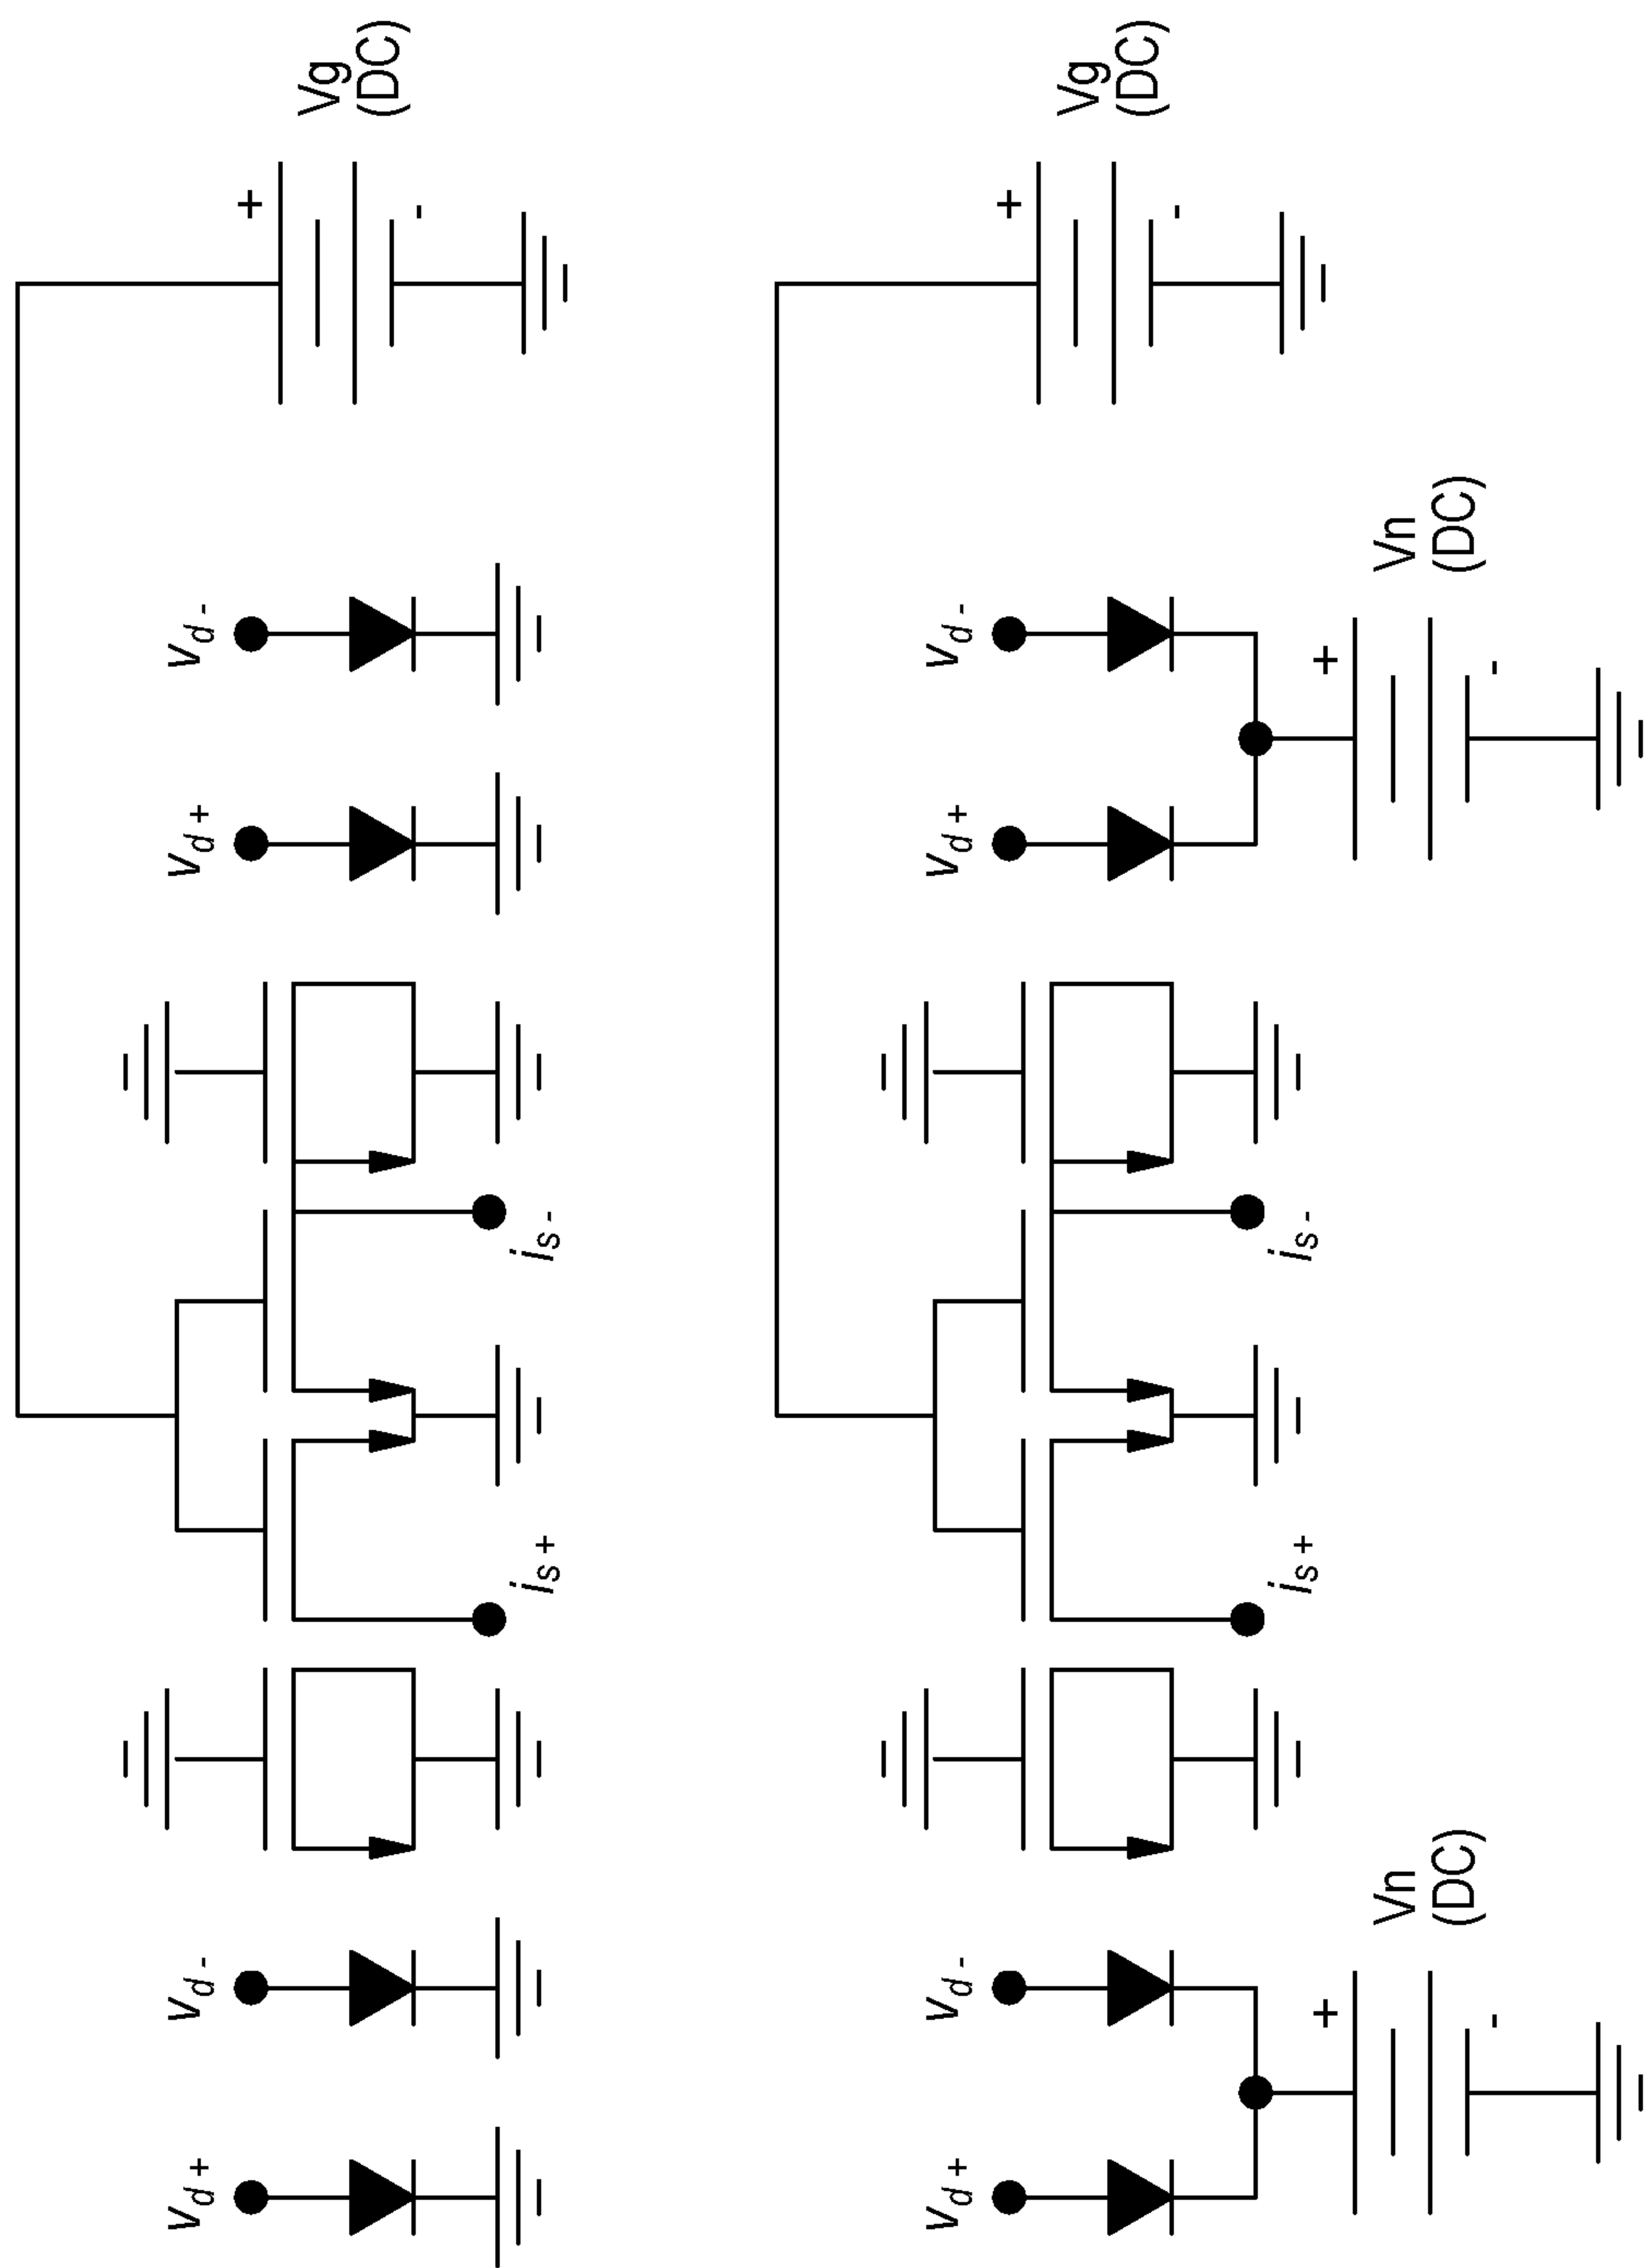 vd+
vd-
vd+
vd-
+
Vg
(DC)
-
is+
is-
vd+
vd-
vd+
vd-
+
Vg
(DC)
-
is+
is-
+
Vn
(DC)
-
+
Vn
(DC)
-